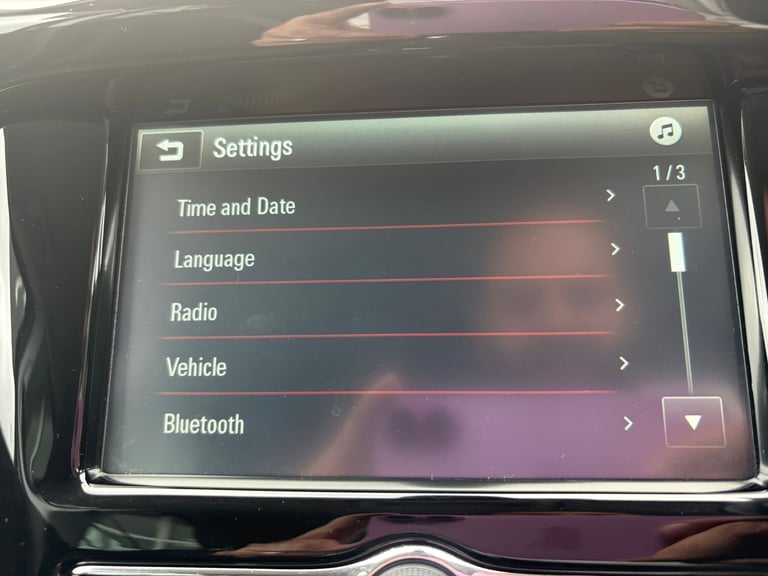 Settings
1/3
Time and Date
Language
Radio
Vehicle
Bluetooth